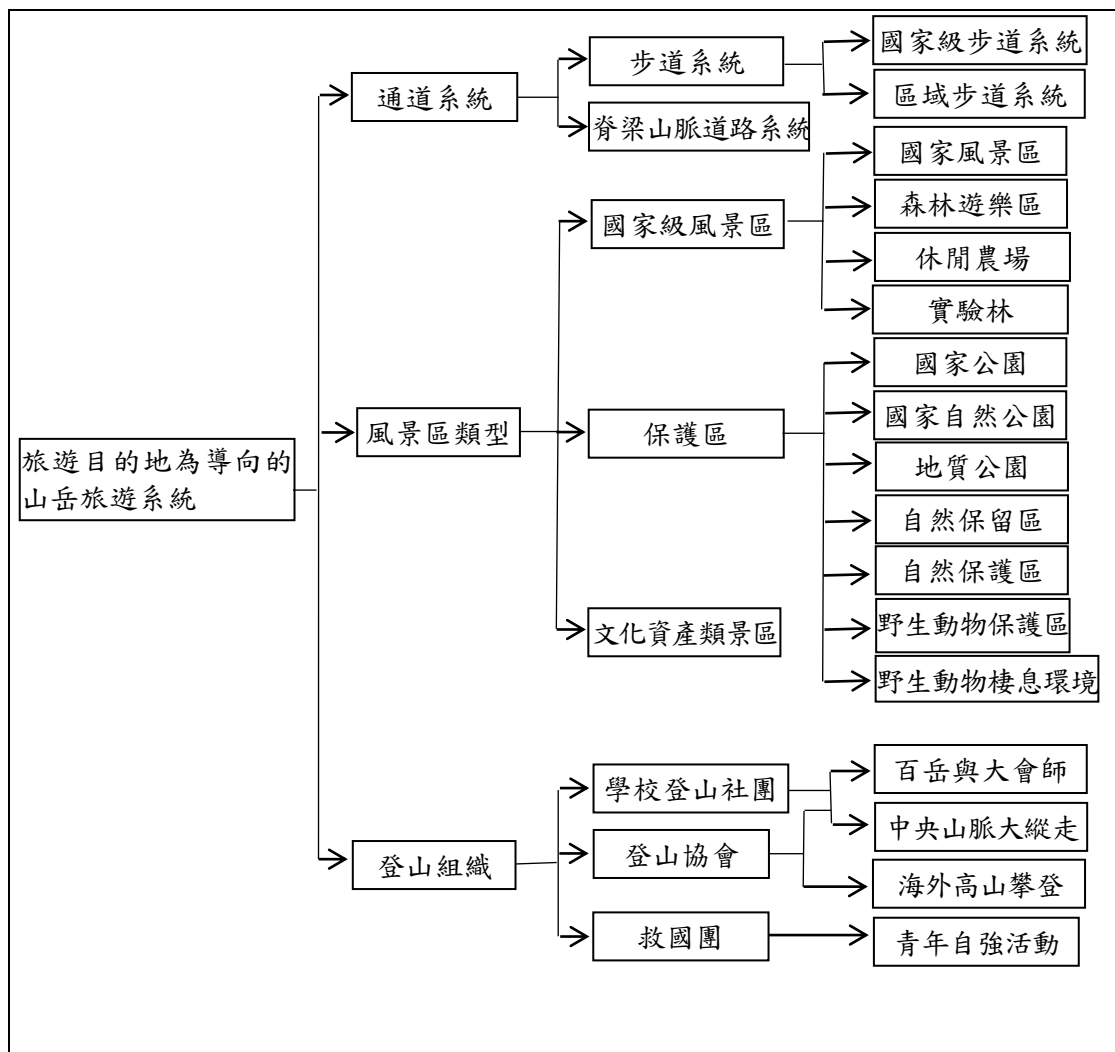 國家級步道系統
步道系統
通道系統
區域步道系統
脊梁山脈道路系統
國家風景區
森林遊樂區
國家級風景區
休閒農場
實驗林
國家公園
國家自然公園
風景區類型
保護區
旅遊目的地為導向的
山岳旅遊系統
地質公園
自然保留區
自然保護區
文化資產類景區
野生動物保護區
野生動物棲息環境
百岳與大會師
學校登山社團
中央山脈大縱走
登山組織
登山協會
海外高山攀登
救國團
青年自強活動